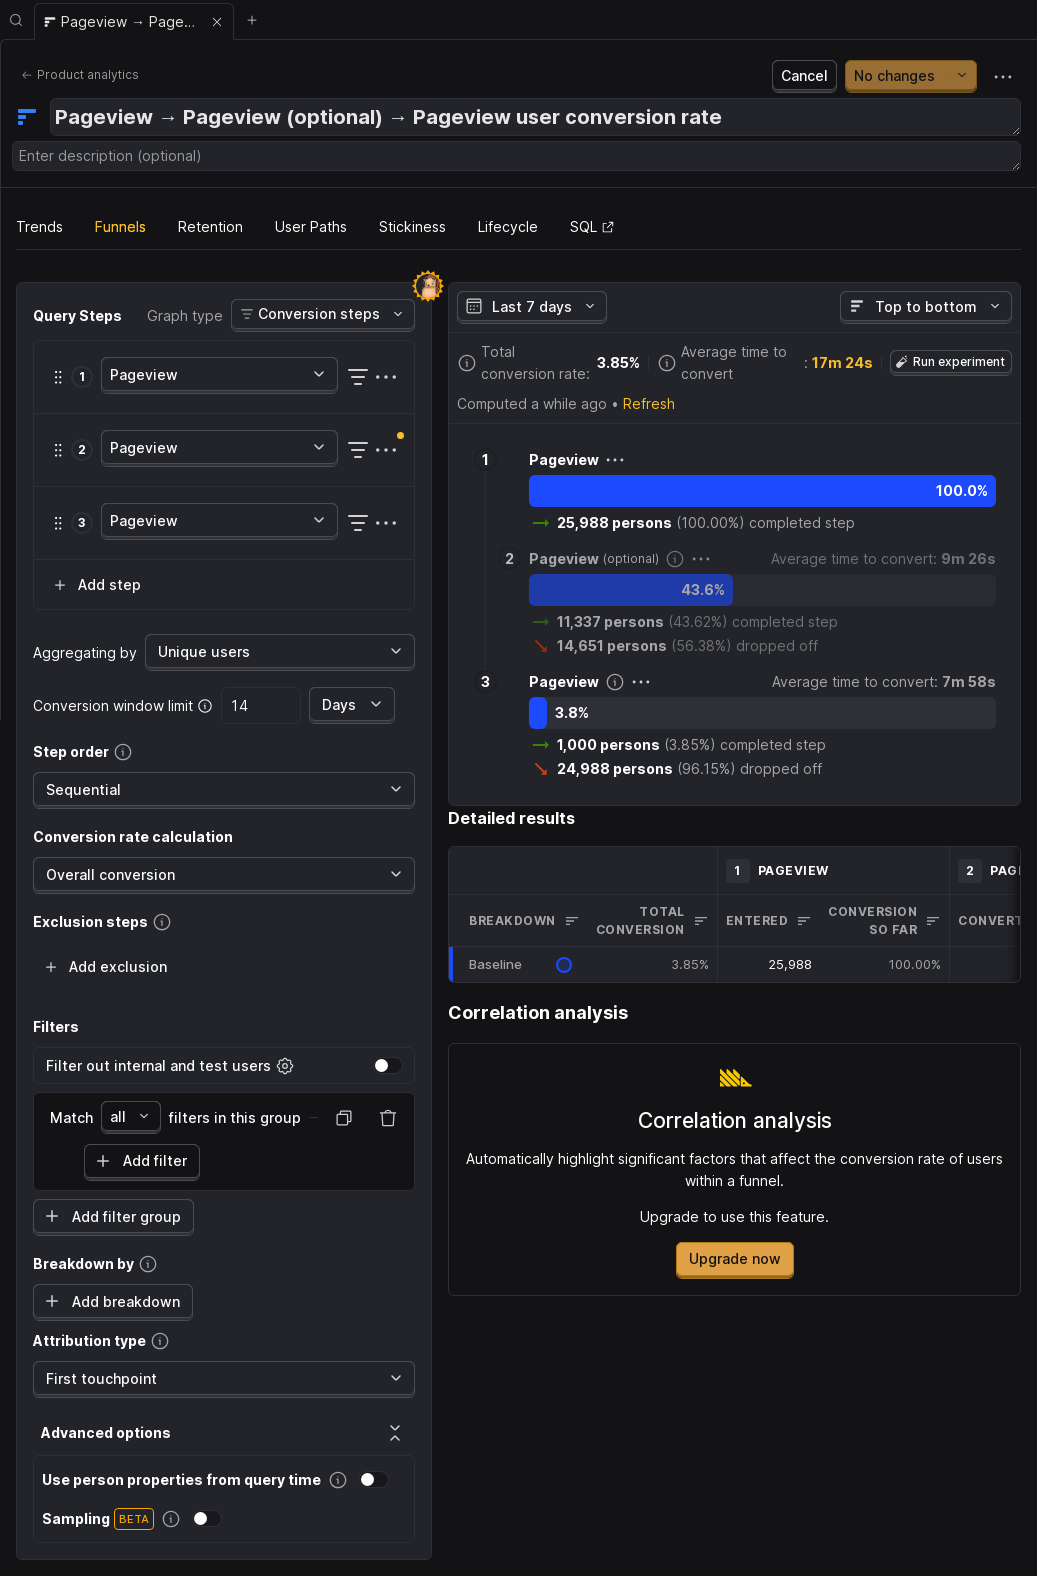 Pageview → Page...
Product analytics
Cancel
No changes
Pageview → Pageview (optional) → Pageview user conversion rate
Enter description (optional)
Trends
Funnels
Retention
User Paths
Stickiness
Lifecycle
SQL
Query Steps
Graph type
Conversion steps
1
Pageview
2
Pageview
3
Pageview
Add step
Aggregating by
Unique users
Conversion window limit
14
Days
Step order
Sequential
Conversion rate calculation
Overall conversion
Exclusion steps
Add exclusion
Filters
Filter out internal and test users
Match
all
filters in this group
Add filter
Add filter group
Breakdown by
Add breakdown
Attribution type
First touchpoint
Advanced options
Use person properties from query time
Sampling
BETA
Last 7 days
Top to bottom
Total
conversion rate:
3.85%
Average time to
convert
: 17m 24s
Run experiment
Computed a while ago • Refresh
1
Pageview
100.0%
25,988 persons (100.00%) completed step
2
Pageview (optional)
Average time to convert: 9m 26s
43.6%
11,337 persons (43.62%) completed step
14,651 persons (56.38%) dropped off
3
Pageview
Average time to convert: 7m 58s
3.8%
1,000 persons (3.85%) completed step
24,988 persons (96.15%) dropped off
Detailed results
1 PAGEVIEW
2
BREAKDOWN
TOTAL
CONVERSION
ENTERED
CONVERSION
SO FAR
Baseline
3.85%
25,988
100.00%
Correlation analysis
Correlation analysis
Automatically highlight significant factors that affect the conversion rate of users
within a funnel.
Upgrade to use this feature.
Upgrade now